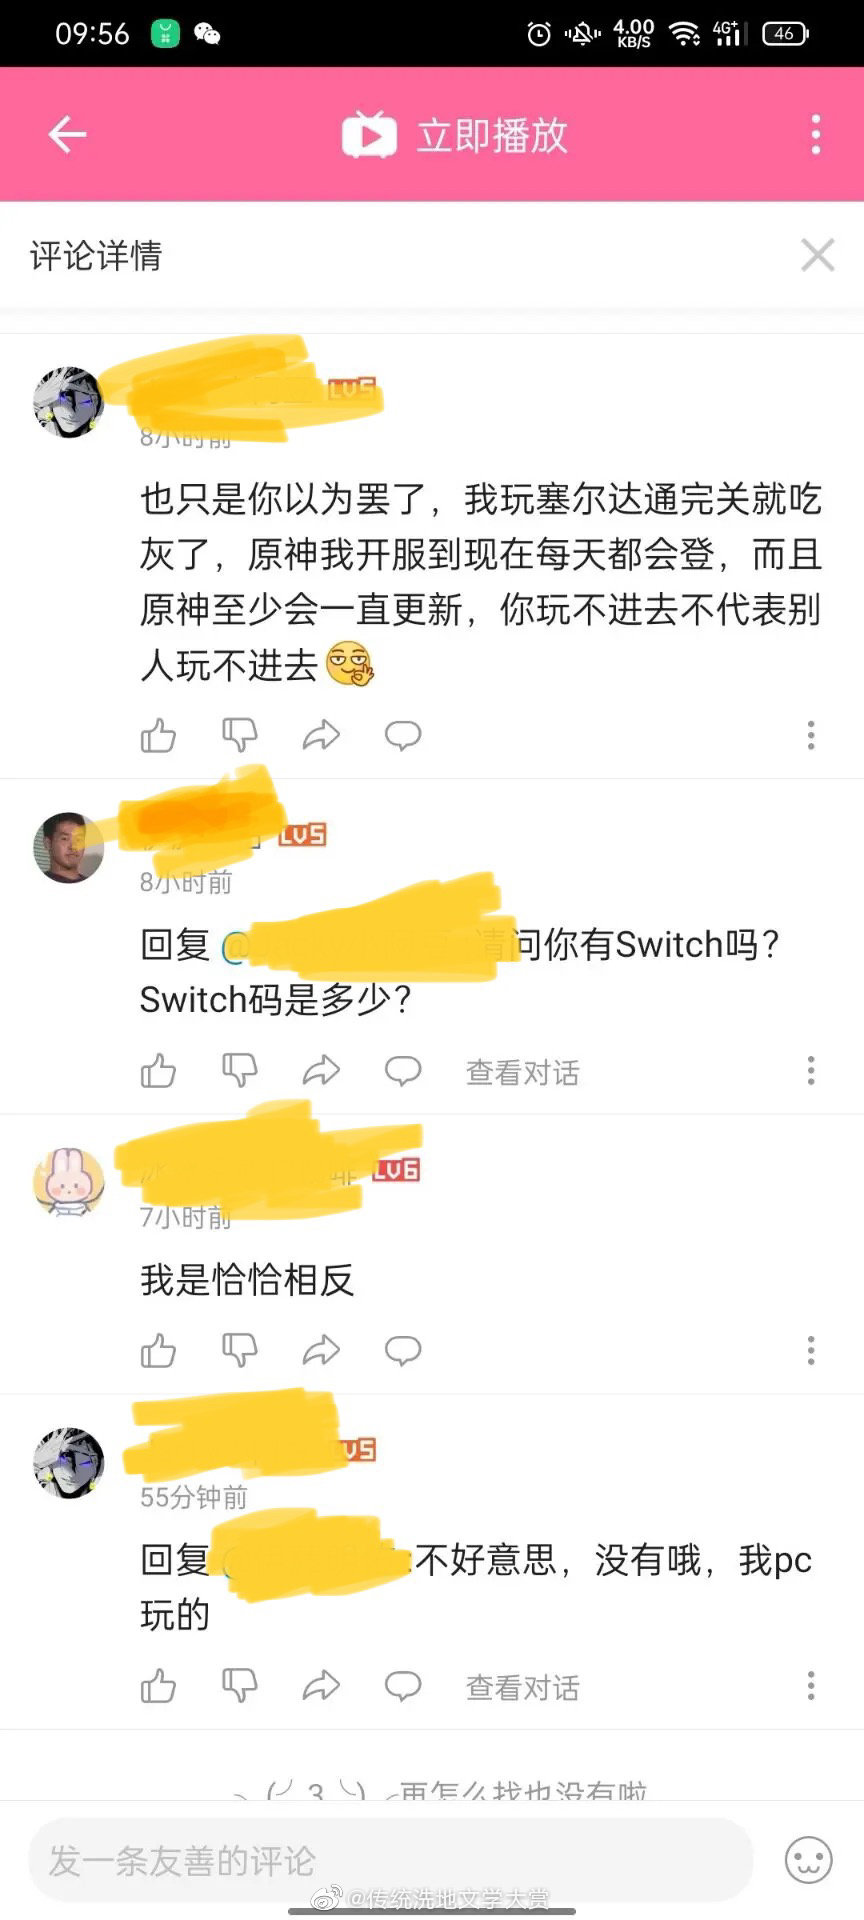 09:56
4.00
KB/S
4G+
46
立即播放
评论详情
LV5
8小时前
也只是你以为罢了，我玩塞尔达通完关就吃
灰了，原神我开服到现在每天都会登，而且
原神至少会一直更新，你玩不进去不代表别
人玩不进去
LV5
8小时前
回复 @ 请问你有Switch吗？
Switch码是多少？
查看对话
LV6
7小时前
我是恰恰相反
LV5
55分钟前
回复 :不好意思，没有哦，我pc
玩的
查看对话
╮(╯3╰)╭再怎么找也没有啦
发一条友善的评论
@传统洗地文学大赏